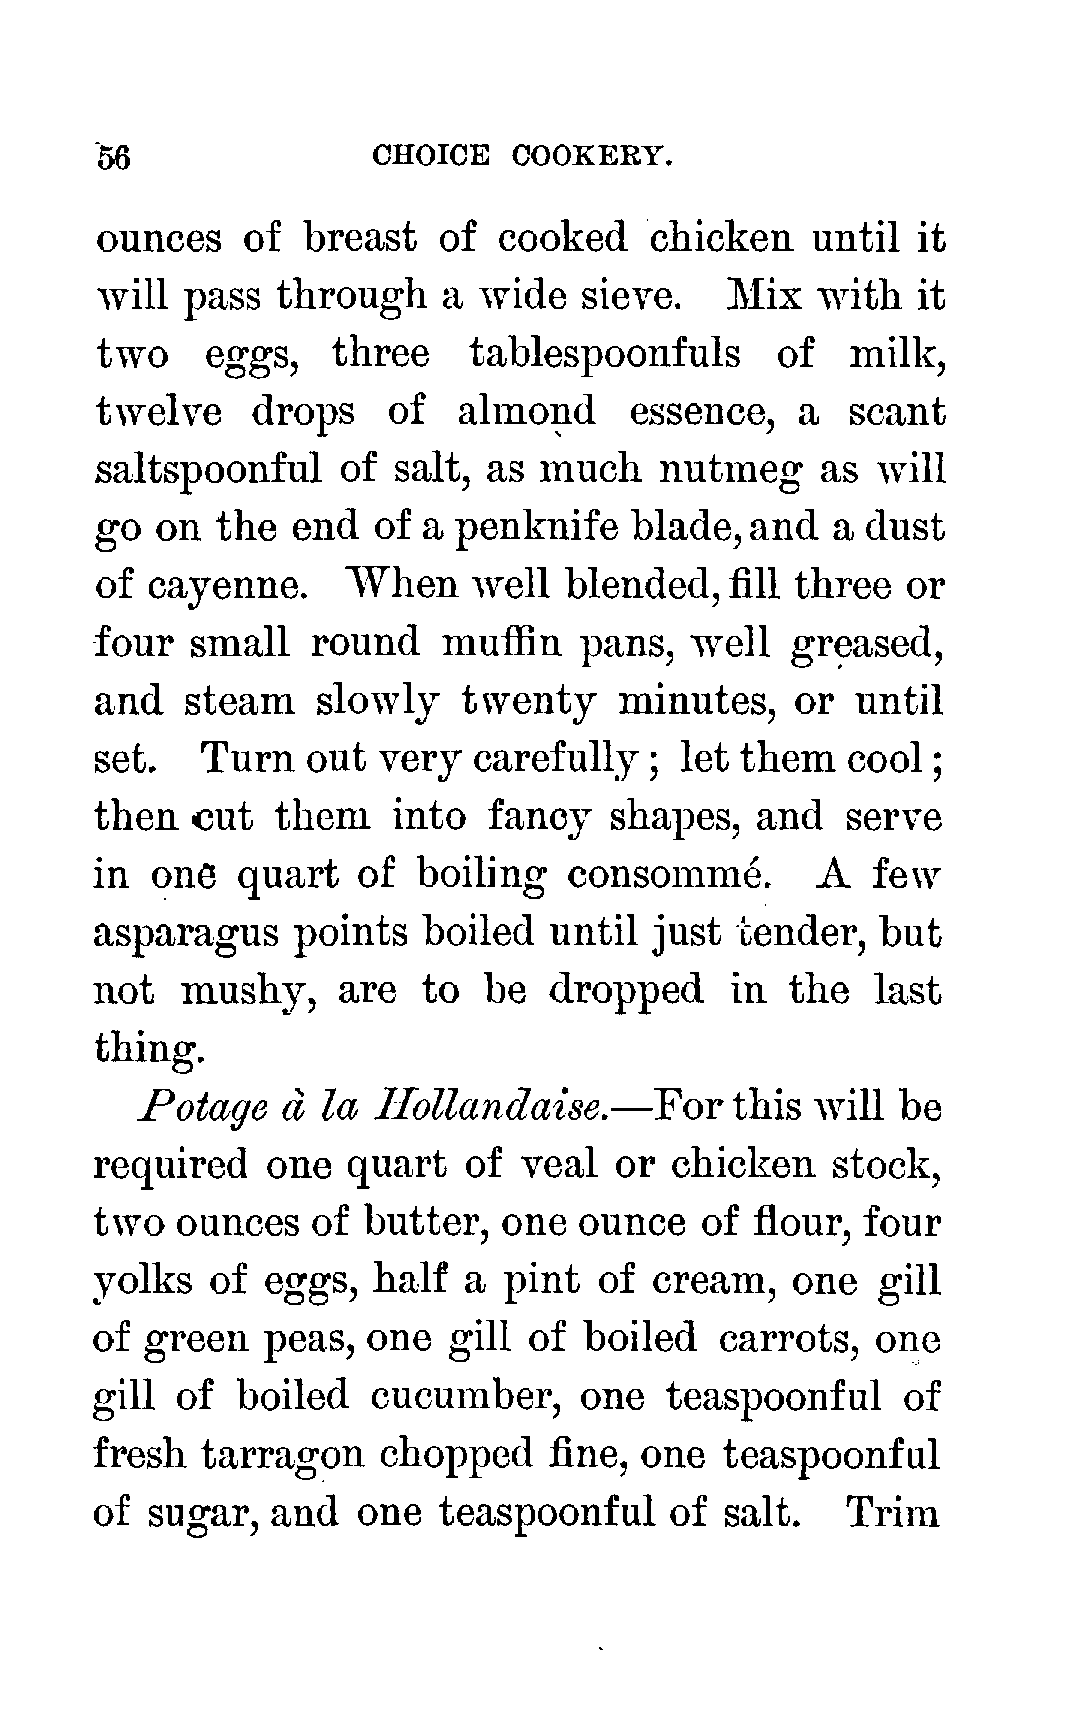 56 CHOICE COOKERY.
ounces of breast of cooked chicken until it
will pass through a wide sieve. Mix with it
two eggs, three tablespoonfuls of milk,
twelve drops of almond essence, a scant
saltspoonful of salt, as much nutmeg as will
go on the end of a penknife blade, and a dust
of cayenne. When well blended, fill three or
four small round muffin pans, well greased,
and steam slowly twenty minutes, or until
set. Turn out very carefully; let them cool;
then cut them into fancy shapes, and serve
in one quart of boiling consommé. A few
asparagus points boiled until just tender, but
not mushy, are to be dropped in the last
thing.
Potage à la Hollandaise.—For this will be
required one quart of veal or chicken stock,
two ounces of butter, one ounce of flour, four
yolks of eggs, half a pint of cream, one gill
of green peas, one gill of boiled carrots, one
gill of boiled cucumber, one teaspoonful of
fresh tarragon chopped fine, one teaspoonful
of sugar, and one teaspoonful of salt. Trim